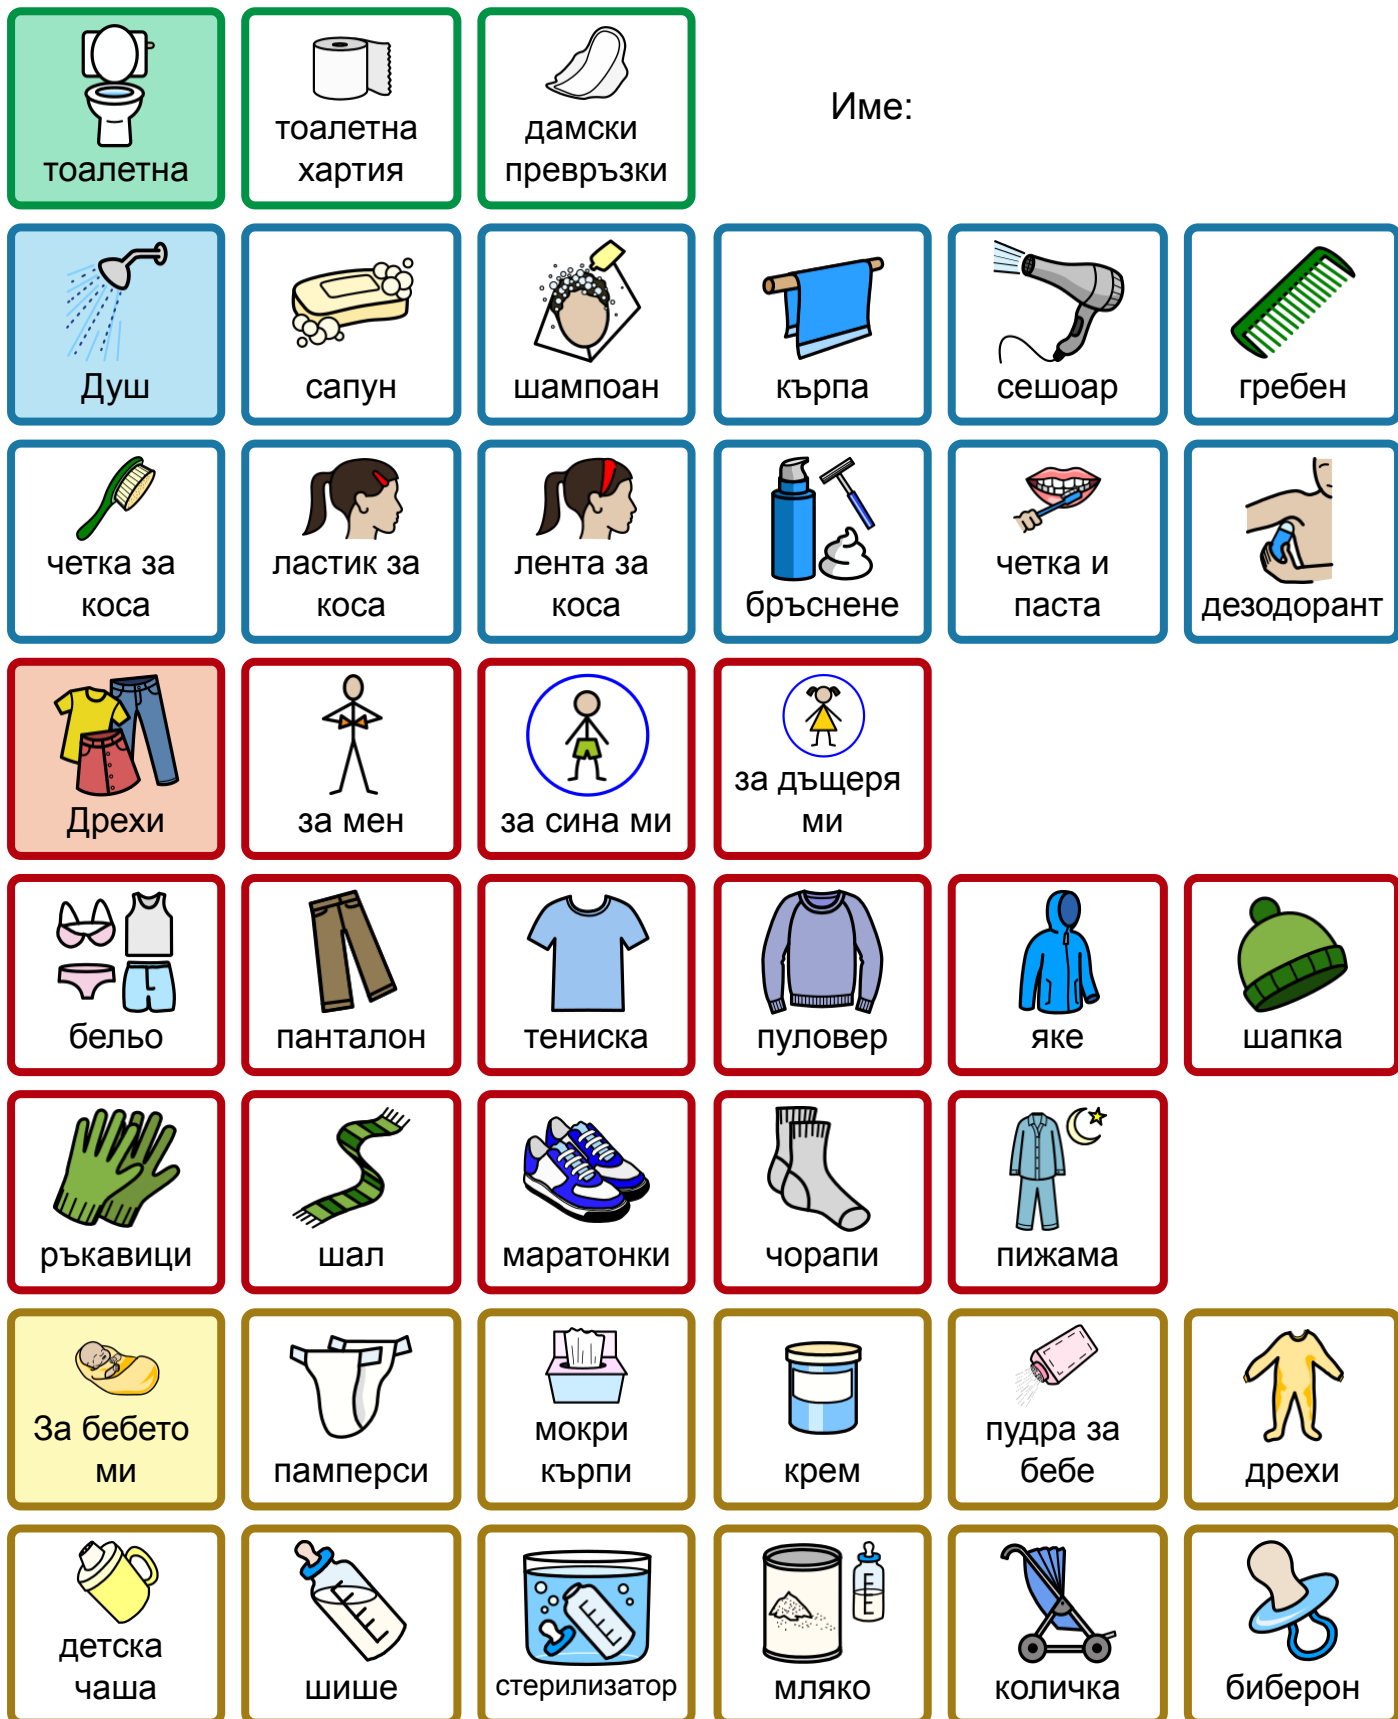 тоалетна
тоалетна
хартия
дамски
превръзки
Име:
Душ
сапун
шампоан
кърпа
сешоар
гребен
четка за
коса
ластик за
коса
лента за
коса
бръснене
четка и
паста
дезодорант
Дрехи
за мен
за сина ми
за дъщеря
ми
бельо
панталон
тениска
пуловер
яке
шапка
ръкавици
шал
маратонки
чорапи
пижама
За бебето
ми
памперси
мокри
кърпи
крем
пудра за
бебе
дрехи
детска
чаша
шише
стерилизатор
мляко
количка
биберон